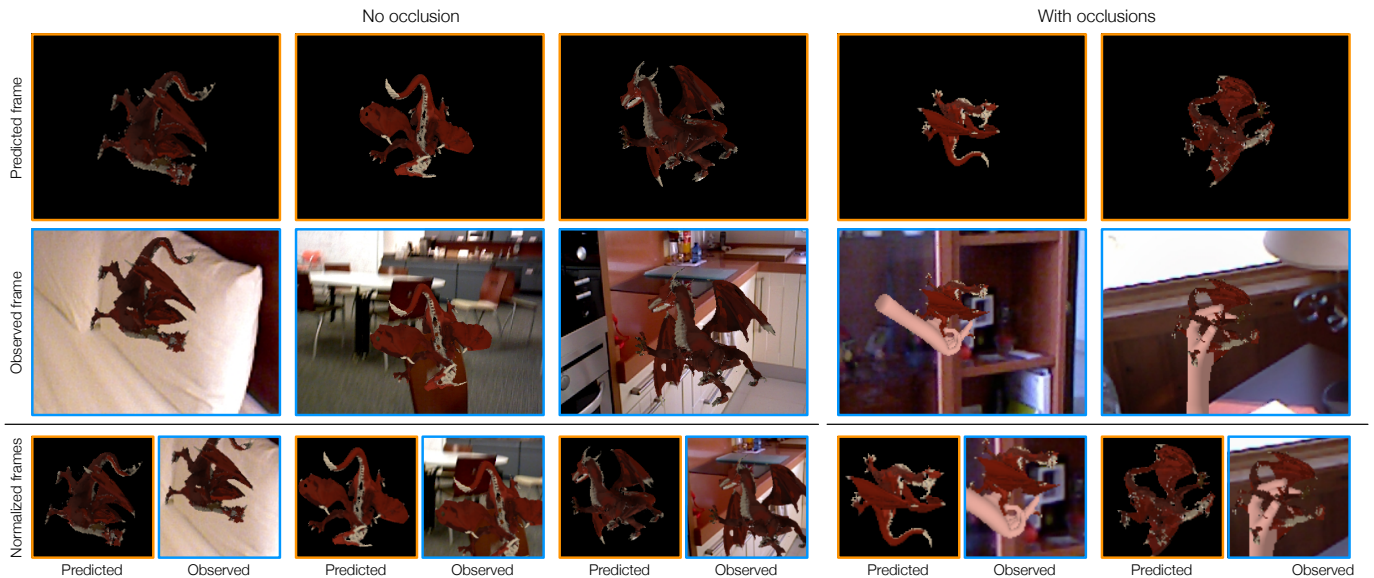 No occlusion
With occlusions
Predicted frame
Observed frame
Normalized frames
Predicted
Observed
Predicted
Observed
Predicted
Observed
Predicted
Observed
Predicted
Observed